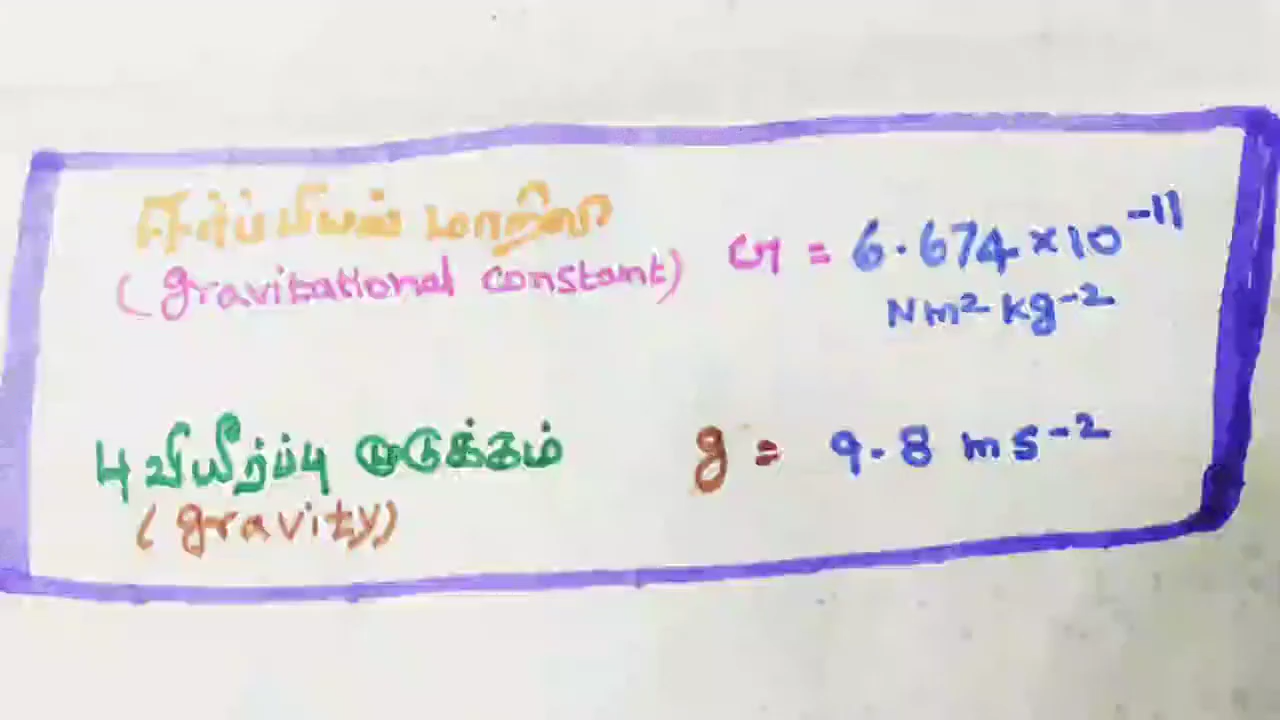 ஈர்ப்பியல் மாறிலி G = 6.674 × 10⁻¹¹
(gravitational constant) Nm² kg⁻²
புவியீர்ப்பு முடுக்கம் g = 9.8 ms⁻²
(gravity)